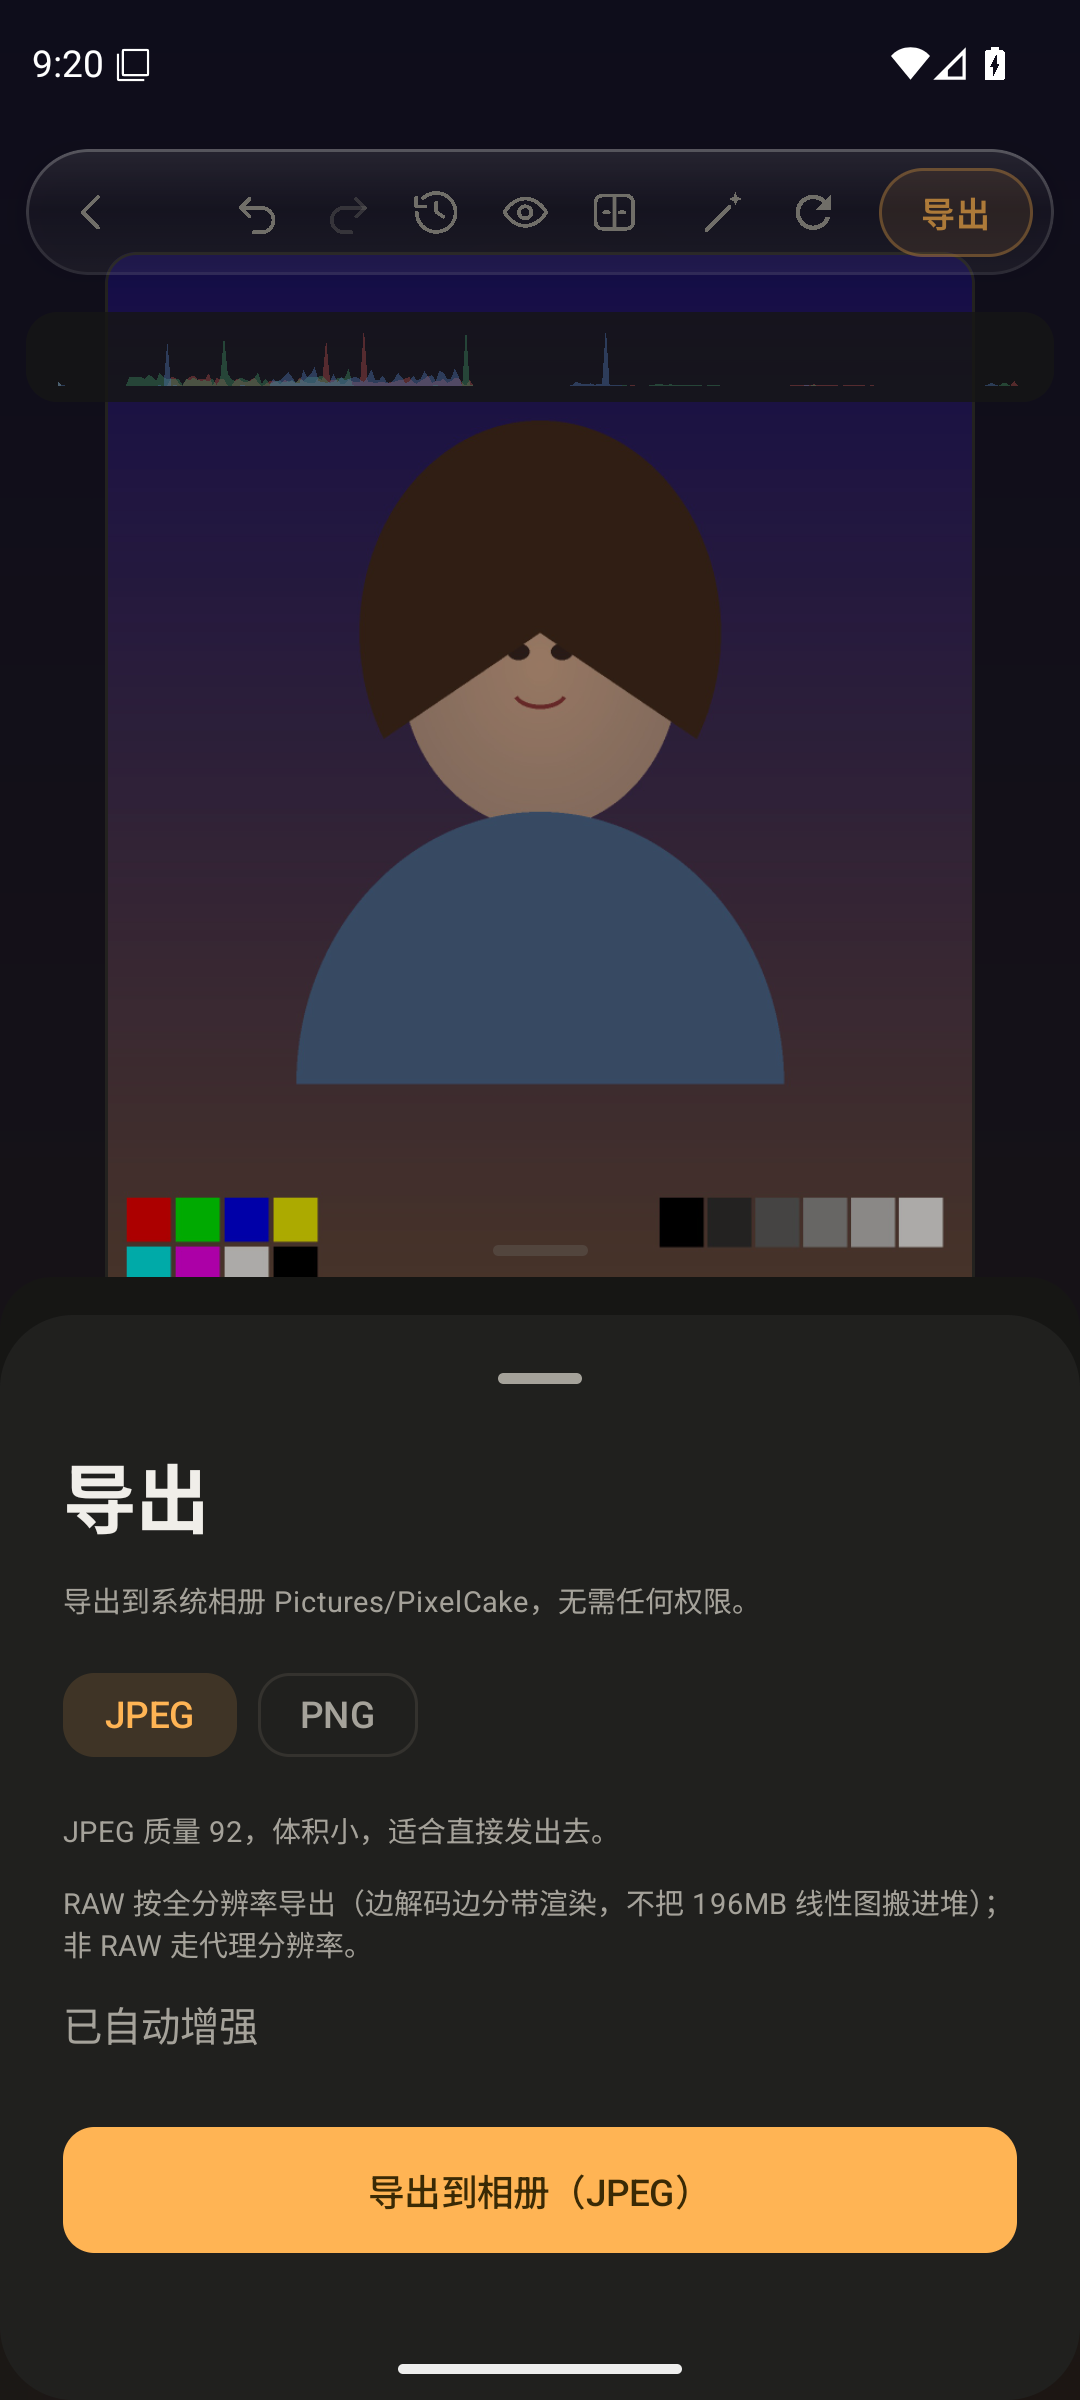 9:20
导出
导出
导出到系统相册 Pictures/PixelCake，无需任何权限。
JPEG
PNG
JPEG 质量 92，体积小，适合直接发出去。
RAW 按全分辨率导出（边解码边分带渲染，不把 196MB 线性图搬进堆）；
非 RAW 走代理分辨率。
已自动增强
导出到相册（JPEG）